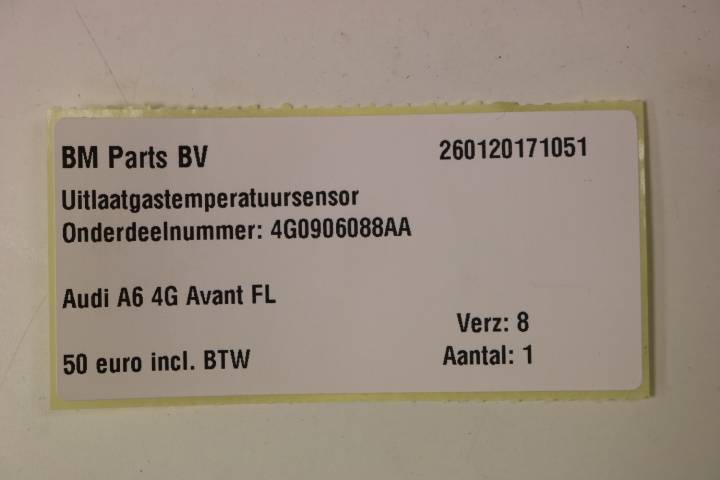 BM Parts BV 260120171051
Uitlaatgastemperatuursensor
Onderdeelnummer: 4G0906088AA
Audi A6 4G Avant FL
Verz: 8
50 euro incl. BTW Aantal: 1